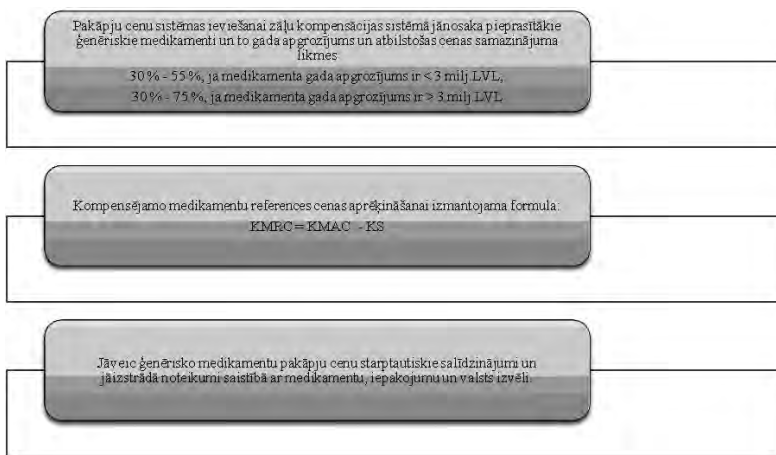 Pakāpju cenu sistēmas ieviešanai zāļu kompensācijas sistēmā jānosaka pieprasītākie
ģenēriskie medikamenti un to gada apgrozījums un atbilstošas cenas samazinājuma
likmes
30% - 55%, ja medikamenta gada apgrozījums ir < 3 milj.LVL,
30% - 75%, ja medikamenta gada apgrozījums ir > 3 milj.LVL
Kompensējamo medikamentu references cenas aprēķināšanai izmantojama formula:
KMRC = KMAC - KS
Jāveic ģenērisko medikamentu pakāpju cenu starptautiskie salīdzinājumi un
jāizstrādā noteikumi saistībā ar medikamentu, iepakojumu un valsts izvēli.